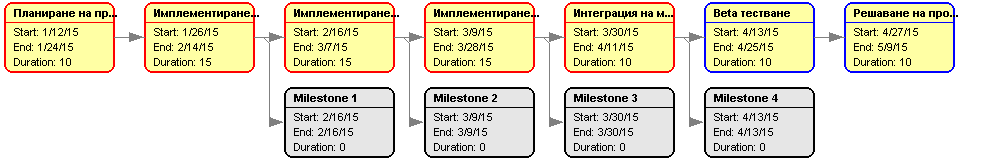 Планиране на пр...
Start: 1/12/15
End: 1/24/15
Duration: 10
Имплементиране...
Start: 1/26/15
End: 2/14/15
Duration: 15
Имплементиране...
Start: 2/16/15
End: 3/7/15
Duration: 15
Имплементиране...
Start: 3/9/15
End: 3/28/15
Duration: 15
Интеграция на м...
Start: 3/30/15
End: 4/11/15
Duration: 10
Beta тестване
Start: 4/13/15
End: 4/25/15
Duration: 10
Решаване на про...
Start: 4/27/15
End: 5/9/15
Duration: 10
Milestone 1
Start: 2/16/15
End: 2/16/15
Duration: 0
Milestone 2
Start: 3/9/15
End: 3/9/15
Duration: 0
Milestone 3
Start: 3/30/15
End: 3/30/15
Duration: 0
Milestone 4
Start: 4/13/15
End: 4/13/15
Duration: 0